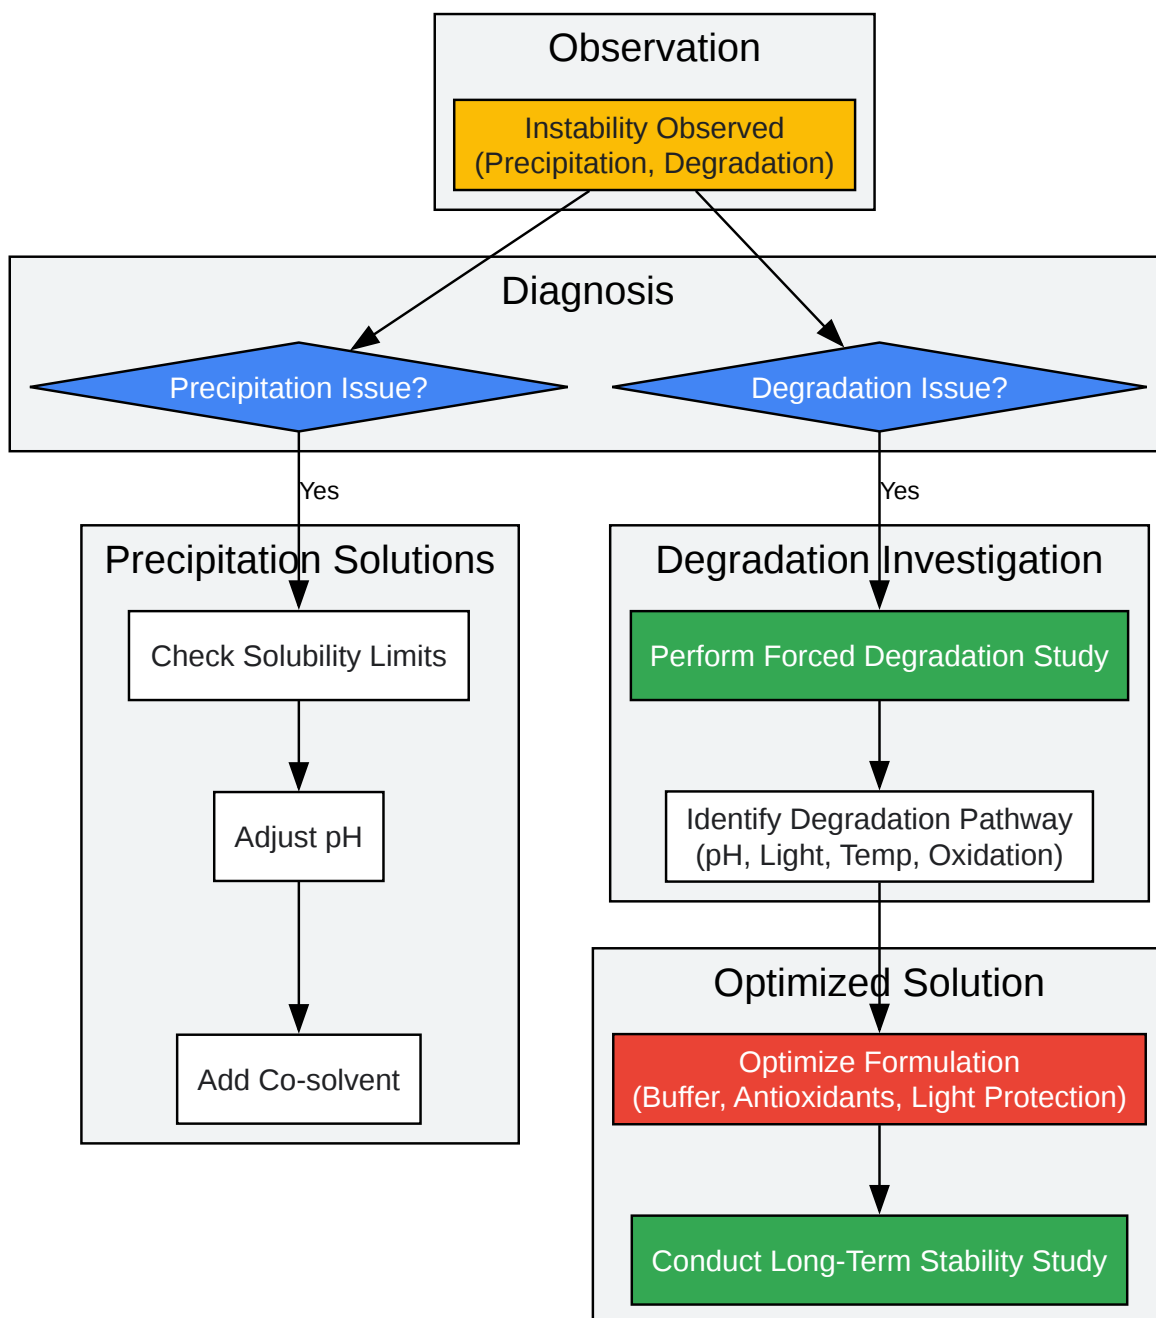 Observation
Instability Observed
(Precipitation, Degradation)
Diagnosis
Precipitation Issue?
Degradation Issue?
Yes
Yes
Precipitation Solutions
Check Solubility Limits
Adjust pH
Add Co-solvent
Degradation Investigation
Perform Forced Degradation Study
Identify Degradation Pathway
(pH, Light, Temp, Oxidation)
Optimized Solution
Optimize Formulation
(Buffer, Antioxidants, Light Protection)
Conduct Long-Term Stability Study